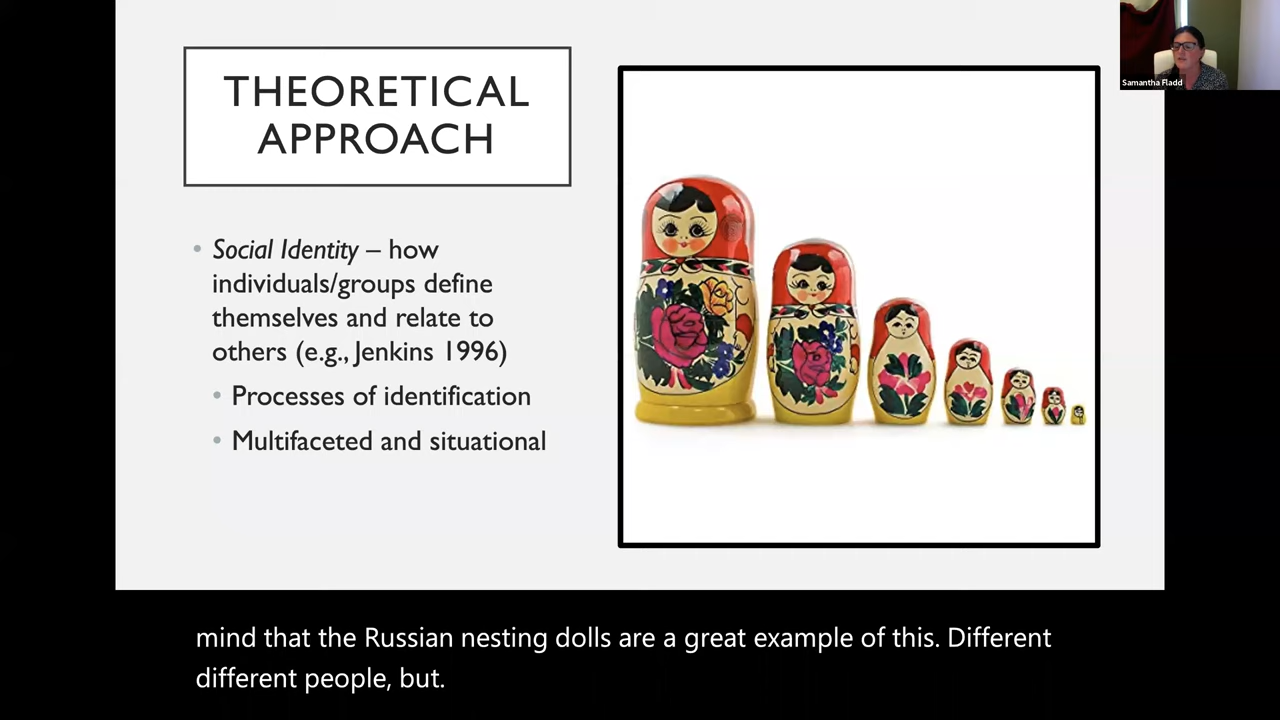 THEORETICAL
APPROACH
Samantha Fladd
• Social Identity – how
individuals/groups define
themselves and relate to
others (e.g., Jenkins 1996)
• Processes of identification
• Multifaceted and situational
mind that the Russian nesting dolls are a great example of this. Different
different people, but.